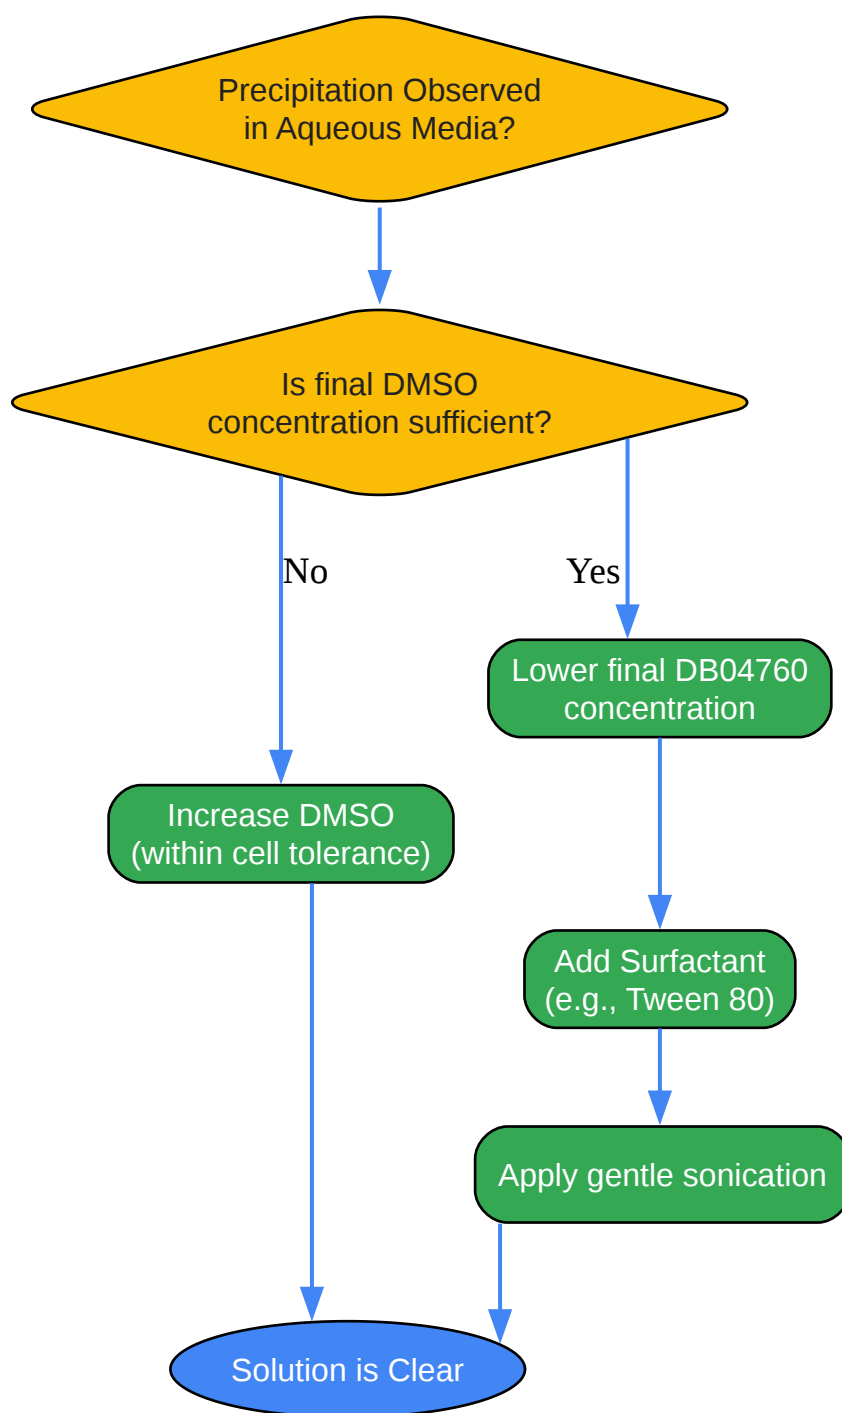 Precipitation Observed
in Aqueous Media?
Is final DMSO
concentration sufficient?
No
Yes
Lower final DB04760
concentration
Increase DMSO
(within cell tolerance)
Add Surfactant
(e.g., Tween 80)
Apply gentle sonication
Solution is Clear